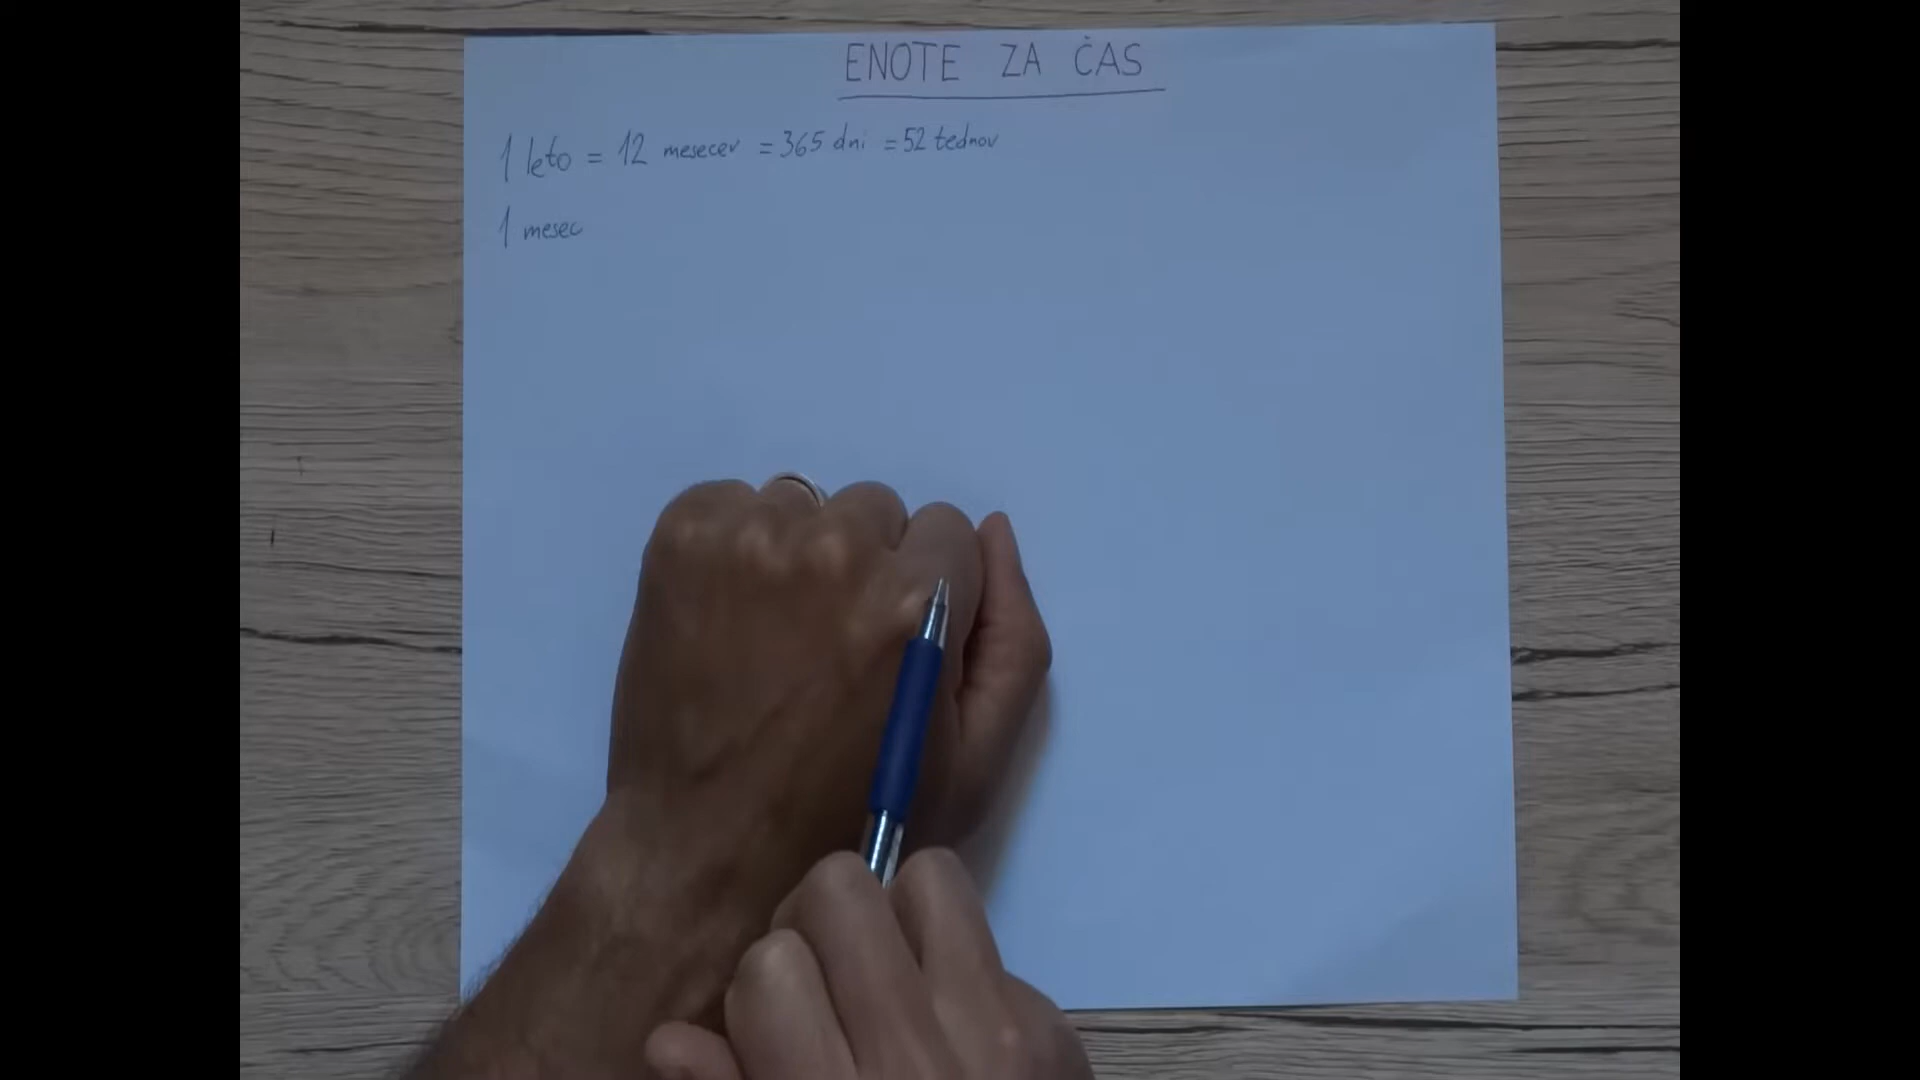 ENOTE ZA ČAS
1 leto = 12 mesecev = 365 dni = 52 tednov
1 mesec